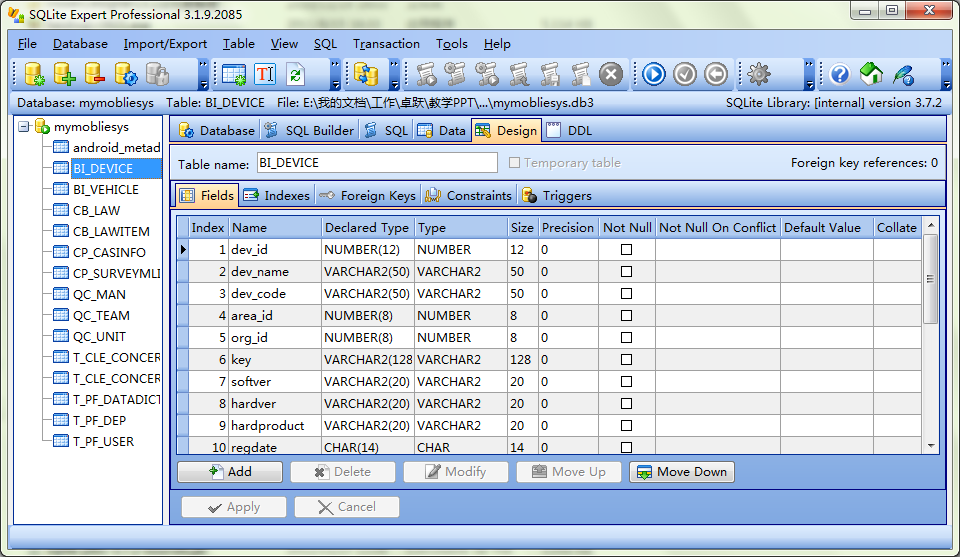 SQLite Expert Professional 3.1.9.2085
File Database Import/Export Table View SQL Transaction Tools Help
Database: mymobliesys Table: BI_DEVICE File: E:\我的文档\工作\卓跃\教学PPT\...\mymobliesys.db3 SQLite Library: [internal] version 3.7.2
mymobliesys
android_metad
BI_DEVICE
BI_VEHICLE
CB_LAW
CB_LAWITEM
CP_CASINFO
CP_SURVEYMLI
QC_MAN
QC_TEAM
QC_UNIT
T_CLE_CONCER
T_CLE_CONCER
T_PF_DATADICT
T_PF_DEP
T_PF_USER
Database SQL Builder SQL Data Design DDL
Table name: BI_DEVICE Temporary table Foreign key references: 0
Fields Indexes Foreign Keys Constraints Triggers
Index Name Declared Type Type Size Precision Not Null Not Null On Conflict Default Value Collate
1 dev_id NUMBER(12) NUMBER 12 0
2 dev_name VARCHAR2(50) VARCHAR2 50 0
3 dev_code VARCHAR2(50) VARCHAR2 50 0
4 area_id NUMBER(8) NUMBER 8 0
5 org_id NUMBER(8) NUMBER 8 0
6 key VARCHAR2(128 VARCHAR2 128 0
7 softver VARCHAR2(20) VARCHAR2 20 0
8 hardver VARCHAR2(20) VARCHAR2 20 0
9 hardproduct VARCHAR2(20) VARCHAR2 20 0
10 regdate CHAR(14) CHAR 14 0
Add Delete Modify Move Up Move Down
Apply Cancel